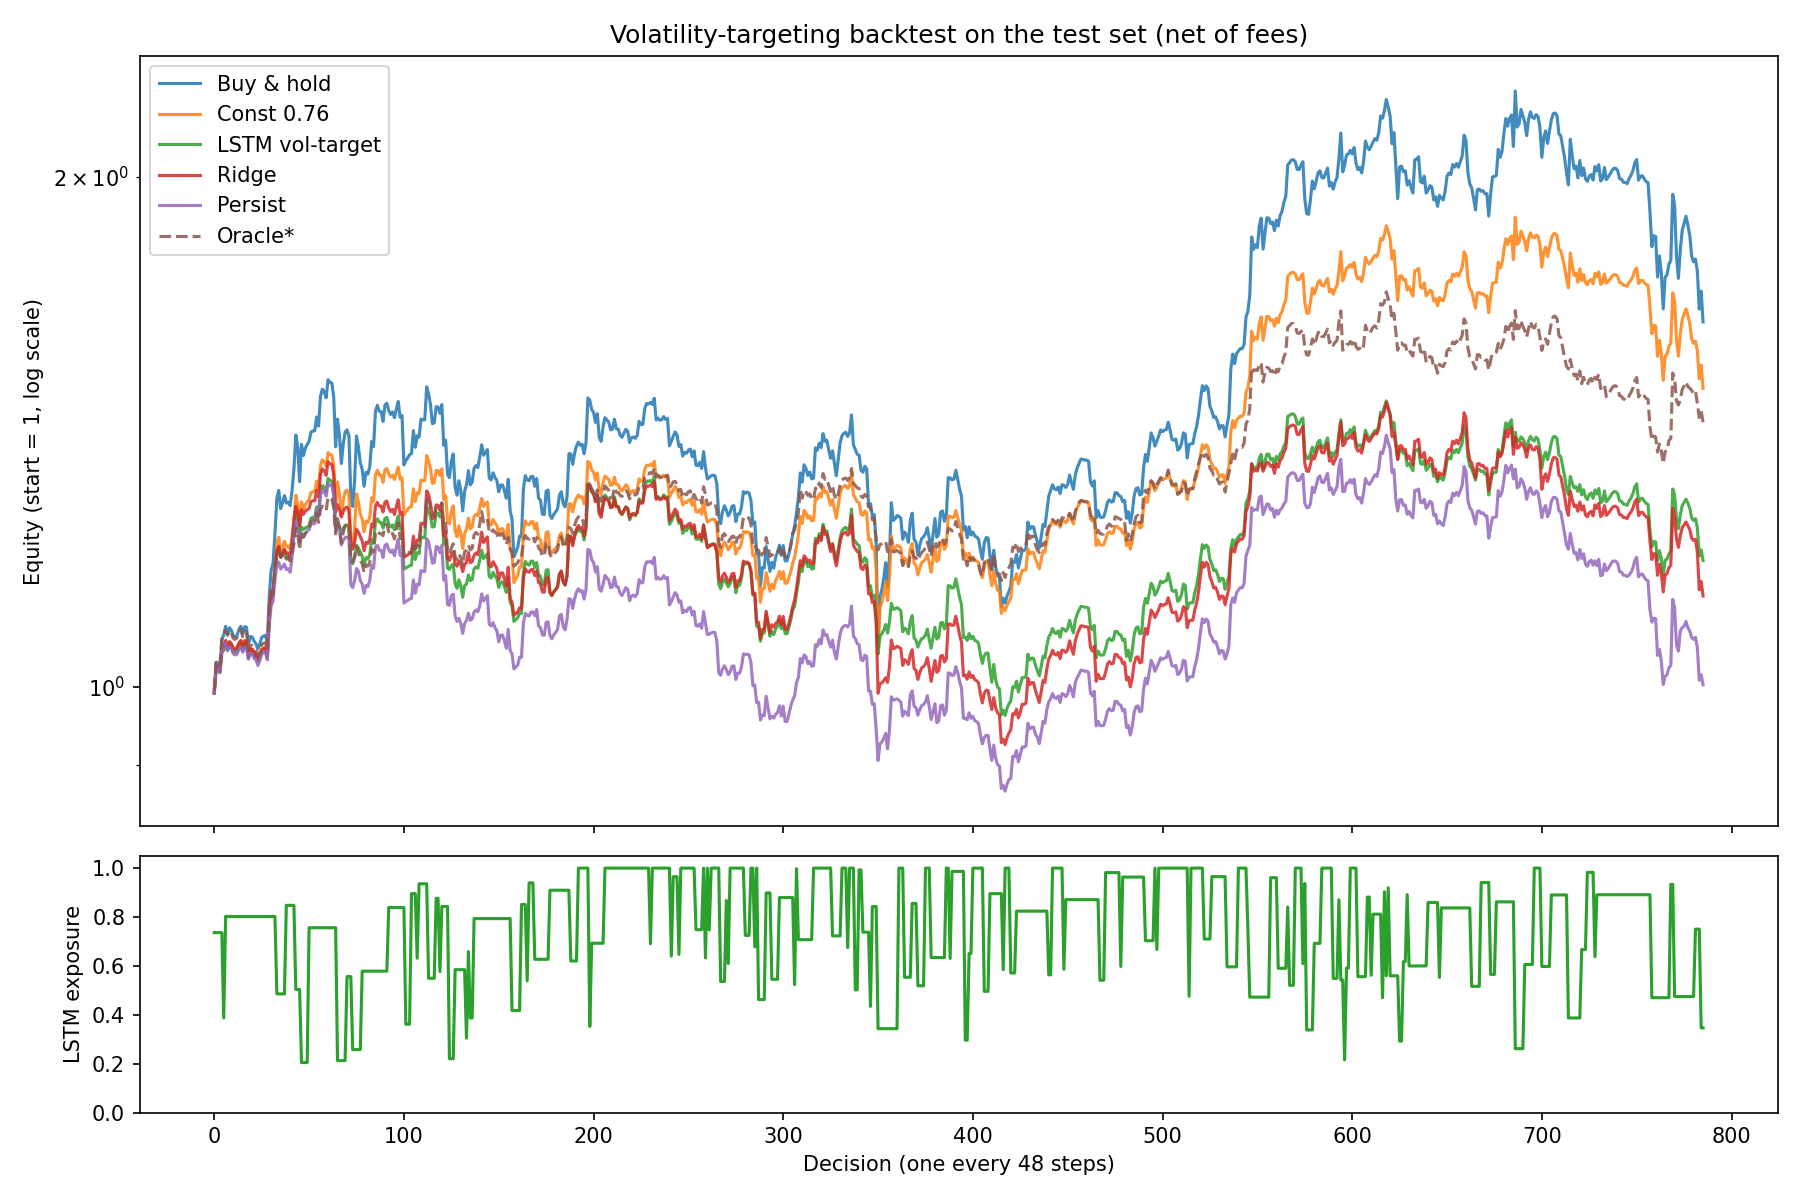 Volatility-targeting backtest on the test set (net of fees)
Buy & hold
Const 0.76
LSTM vol-target
Ridge
Persist
Oracle*
Equity (start = 1, log scale)
2 × 10⁰
10⁰
LSTM exposure
1.0
0.8
0.6
0.4
0.2
0.0
0 100 200 300 400 500 600 700 800
Decision (one every 48 steps)